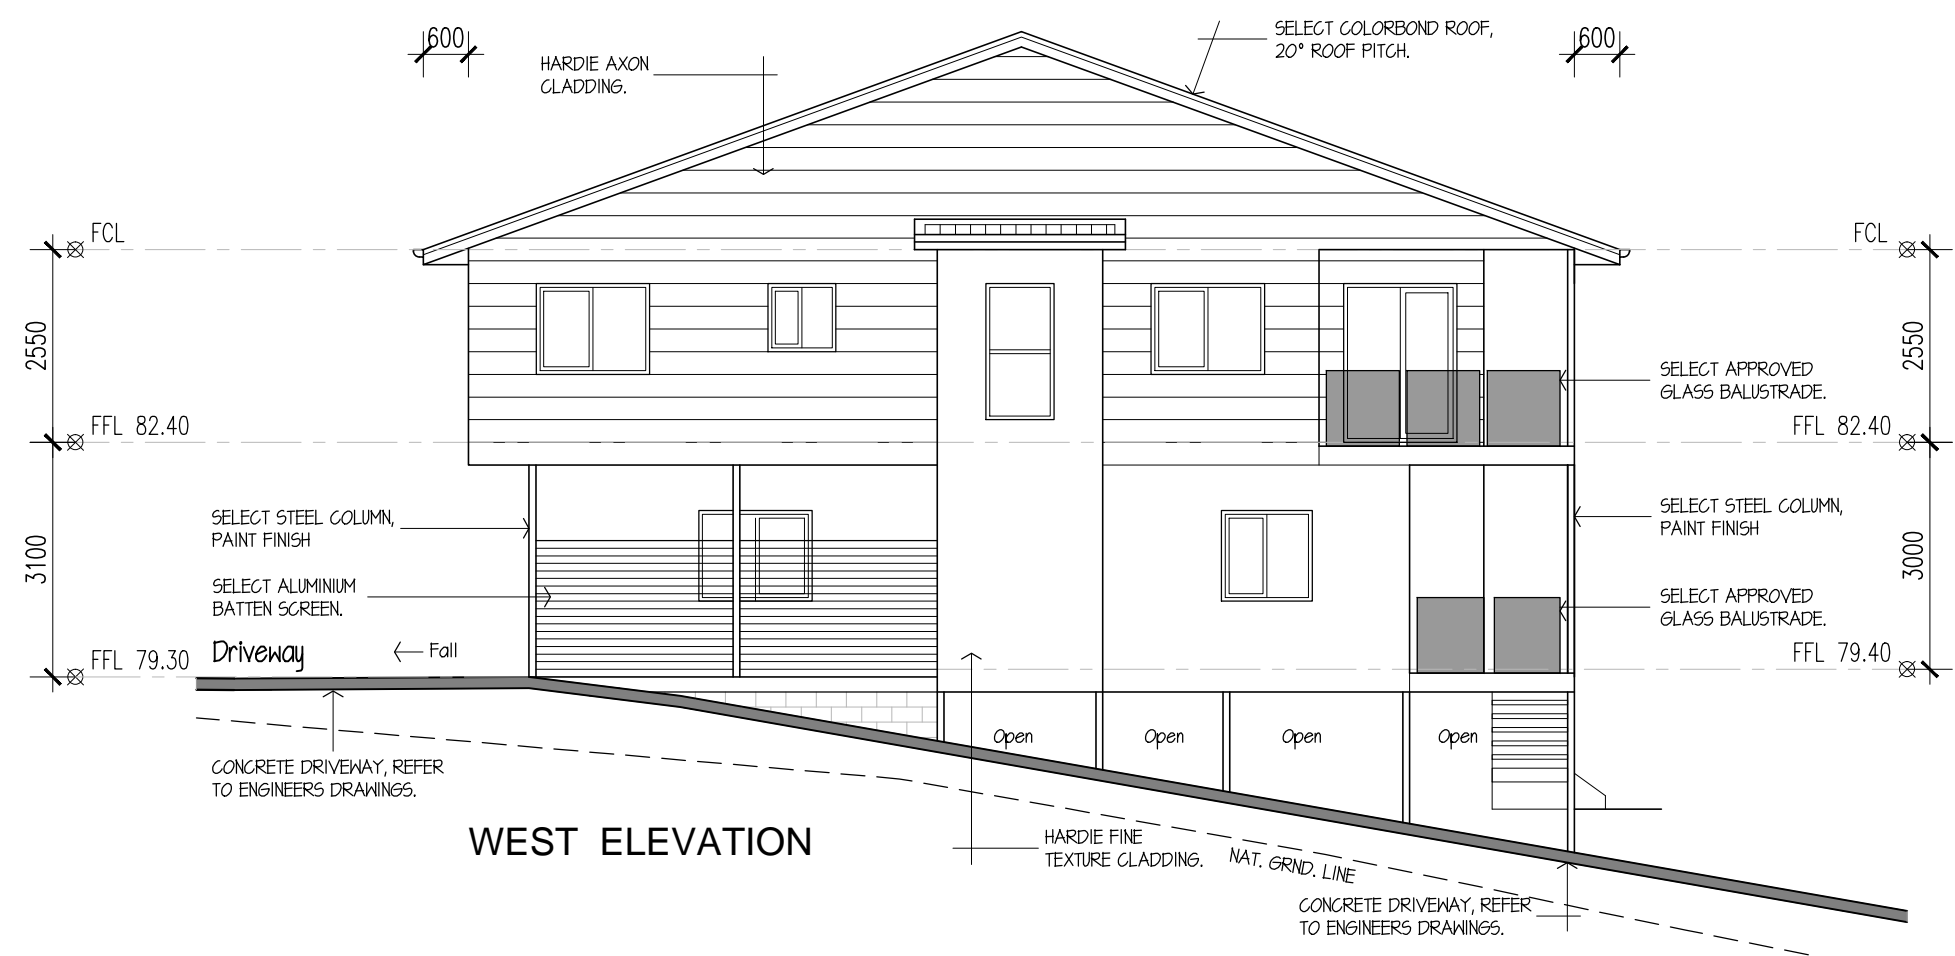 600
SELECT COLORBOND ROOF,
20° ROOF PITCH.
600
HARDIE AXON
CLADDING.
FCL
FCL
2550
2550
SELECT APPROVED
GLASS BALUSTRADE.
FFL 82.40
FFL 82.40
SELECT STEEL COLUMN,
PAINT FINISH
SELECT STEEL COLUMN,
PAINT FINISH
3100
3000
SELECT ALUMINIUM
BATTEN SCREEN.
SELECT APPROVED
GLASS BALUSTRADE.
Driveway
Fall
FFL 79.30
FFL 79.40
Open
Open
Open
Open
CONCRETE DRIVEWAY, REFER
TO ENGINEERS DRAWINGS.
WEST ELEVATION
HARDIE FINE
TEXTURE CLADDING.
NAT. GRND. LINE
CONCRETE DRIVEWAY, REFER
TO ENGINEERS DRAWINGS.